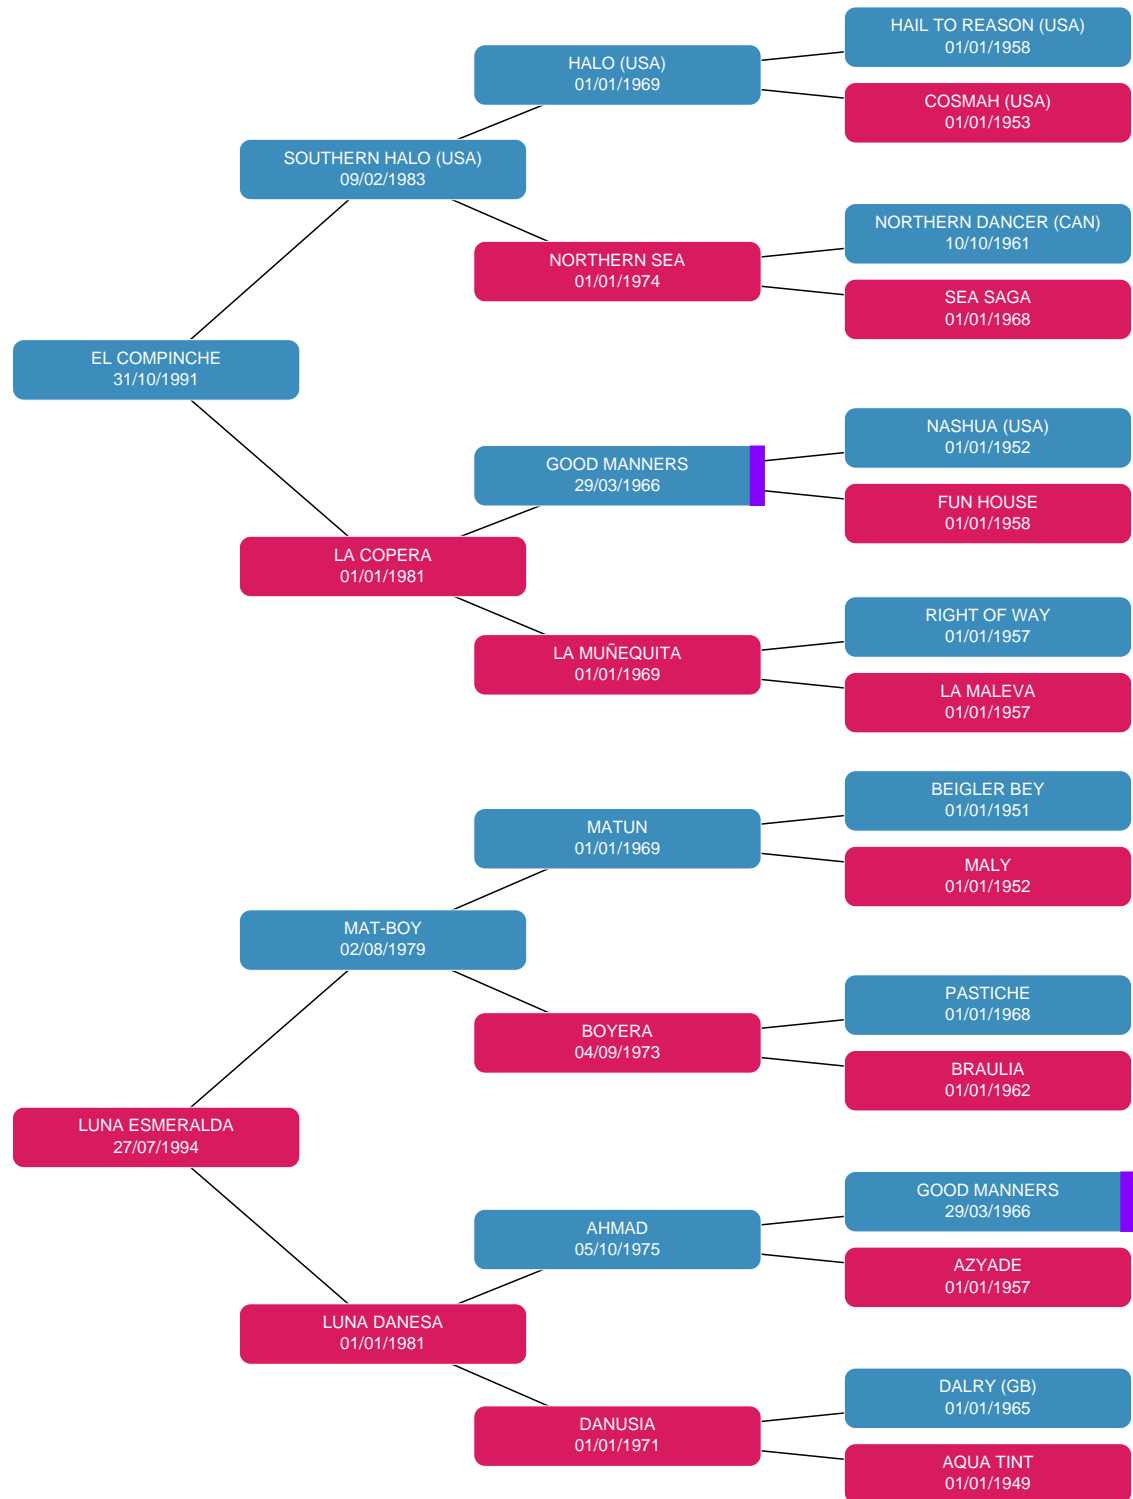 HAIL TO REASON (USA)
01/01/1958
HALO (USA)
01/01/1969
COSMAH (USA)
01/01/1953
SOUTHERN HALO (USA)
09/02/1983
NORTHERN DANCER (CAN)
10/10/1961
NORTHERN SEA
01/01/1974
SEA SAGA
01/01/1968
EL COMPINCHE
31/10/1991
NASHUA (USA)
01/01/1952
GOOD MANNERS
29/03/1966
FUN HOUSE
01/01/1958
LA COPERA
01/01/1981
RIGHT OF WAY
01/01/1957
LA MUÑEQUITA
01/01/1969
LA MALEVA
01/01/1957
BEIGLER BEY
01/01/1951
MATUN
01/01/1969
MALY
01/01/1952
MAT-BOY
02/08/1979
PASTICHE
01/01/1968
BOYERA
04/09/1973
BRAULIA
01/01/1962
LUNA ESMERALDA
27/07/1994
GOOD MANNERS
29/03/1966
AHMAD
05/10/1975
AZYADE
01/01/1957
LUNA DANESA
01/01/1981
DALRY (GB)
01/01/1965
DANUSIA
01/01/1971
AQUA TINT
01/01/1949